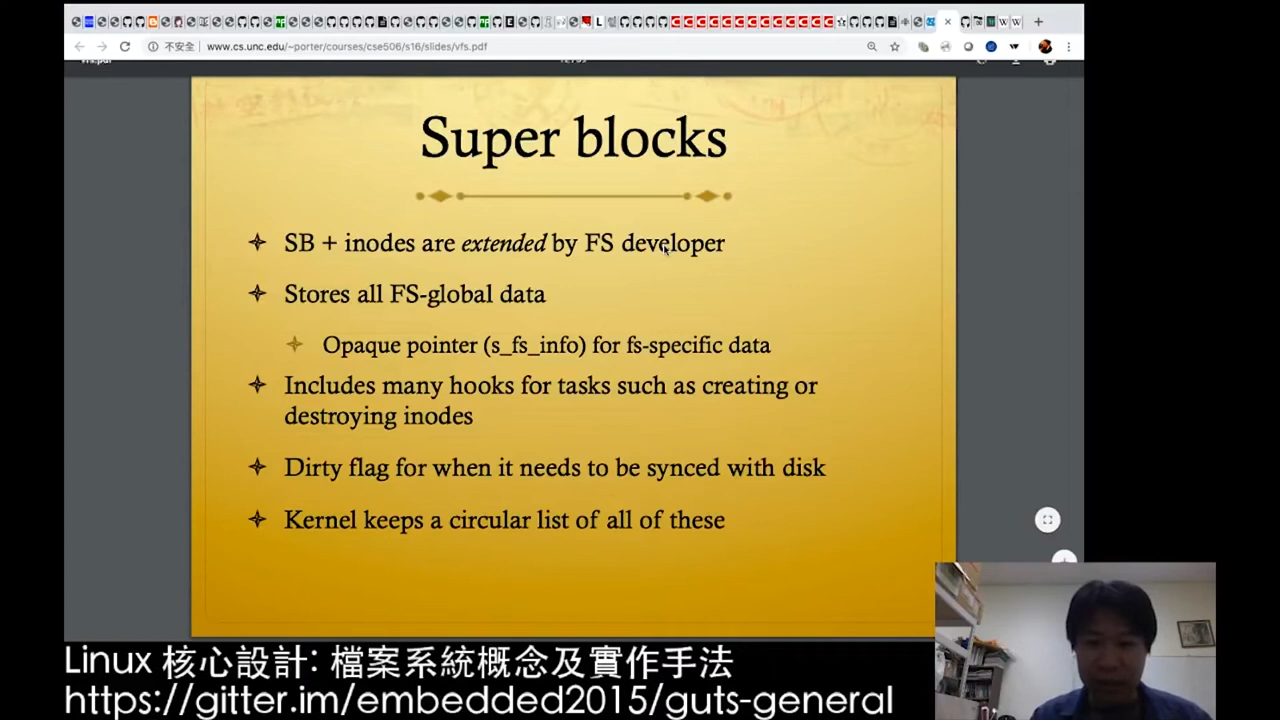 不安全
www.cs.unc.edu/~porter/courses/cse506/s16/slides/vfs.pdf
Super blocks
SB + inodes are extended by FS developer
Stores all FS-global data
Opaque pointer (s_fs_info) for fs-specific data
Includes many hooks for tasks such as creating or
destroying inodes
Dirty flag for when it needs to be synced with disk
Kernel keeps a circular list of all of these
Linux 核心設計: 檔案系統概念及實作手法
https://gitter.im/embedded2015/guts-general